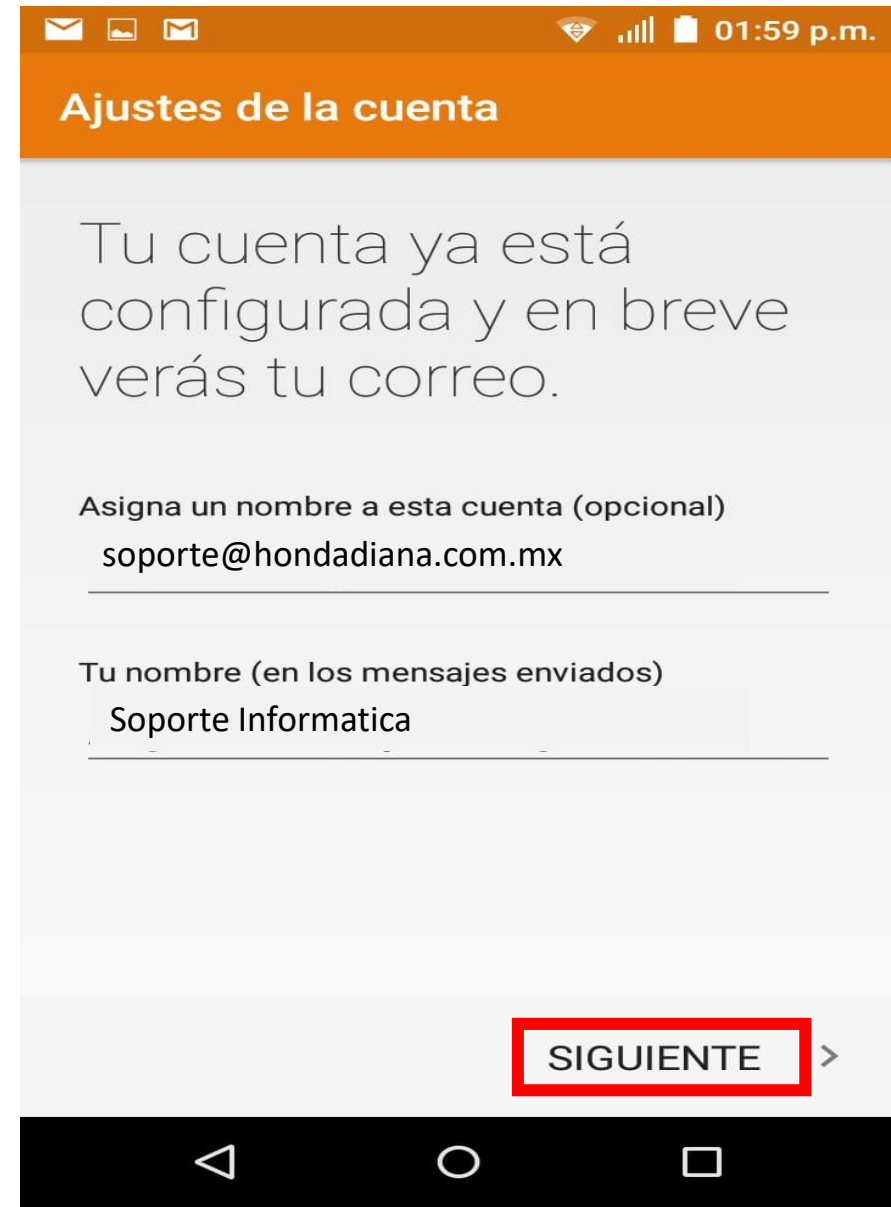 01:59 p.m.
Ajustes de la cuenta
Tu cuenta ya está
configurada y en breve
verás tu correo.
Asigna un nombre a esta cuenta (opcional)
soporte@hondadiana.com.mx
Tu nombre (en los mensajes enviados)
Soporte Informatica
SIGUIENTE >